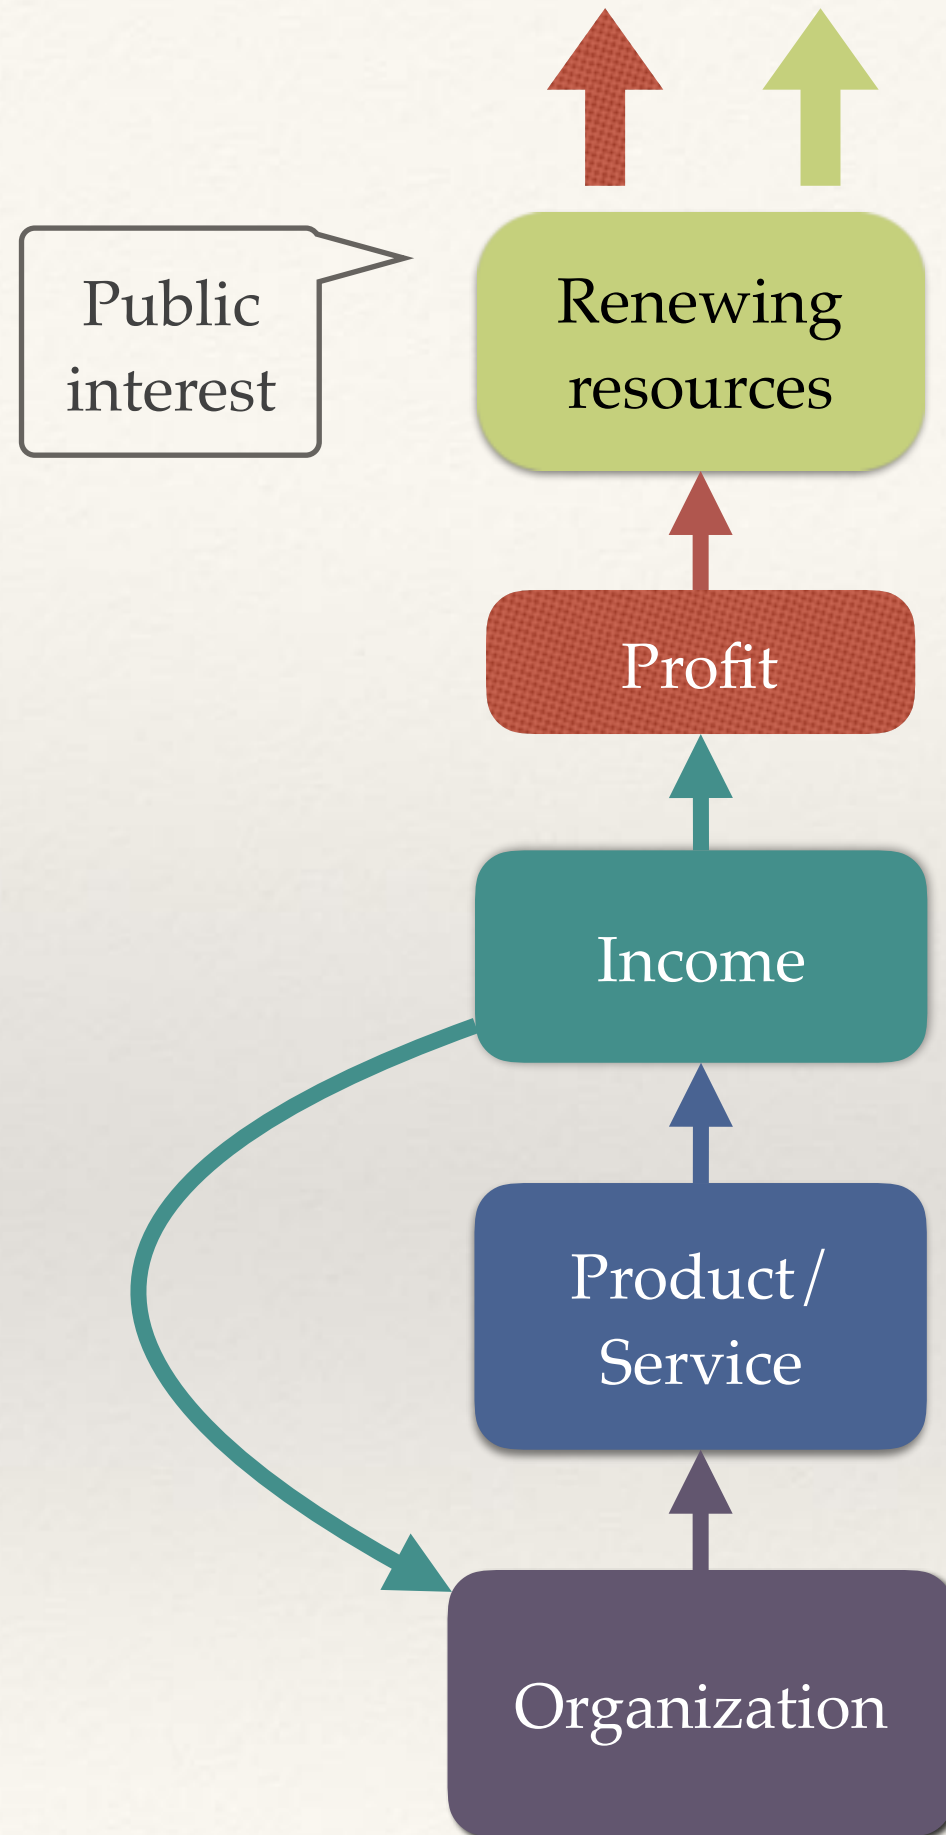 Public
interest
Renewing
resources
Profit
Income
Product/
Service
Organization